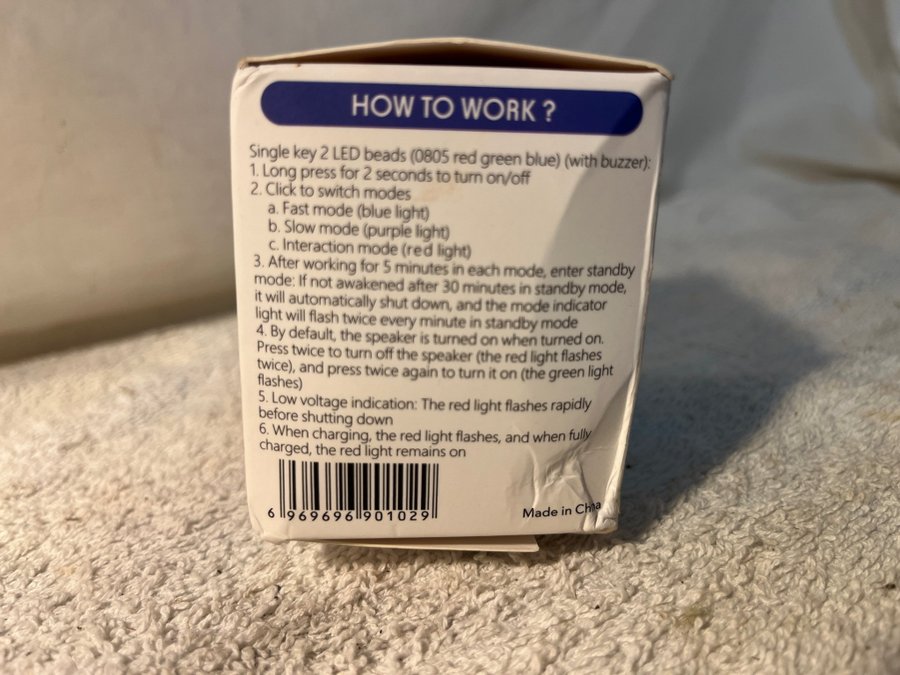 HOW TO WORK ?
Single key 2 LED beads (0805 red green blue) (with buzzer):
1. Long press for 2 seconds to turn on/off
2. Click to switch modes
a. Fast mode (blue light)
b. Slow mode (purple light)
c. Interaction mode (red light)
3. After working for 5 minutes in each mode, enter standby
mode: If not awakened after 30 minutes in standby mode,
it will automatically shut down, and the mode indicator
light will flash twice every minute in standby mode
4. By default, the speaker is turned on when turned on.
Press twice to turn off the speaker (the red light flashes
twice), and press twice again to turn it on (the green light
flashes)
5. Low voltage indication: The red light flashes rapidly
before shutting down
6. When charging, the red light flashes, and when fully
charged, the red light remains on
6 969696 901029
Made in China